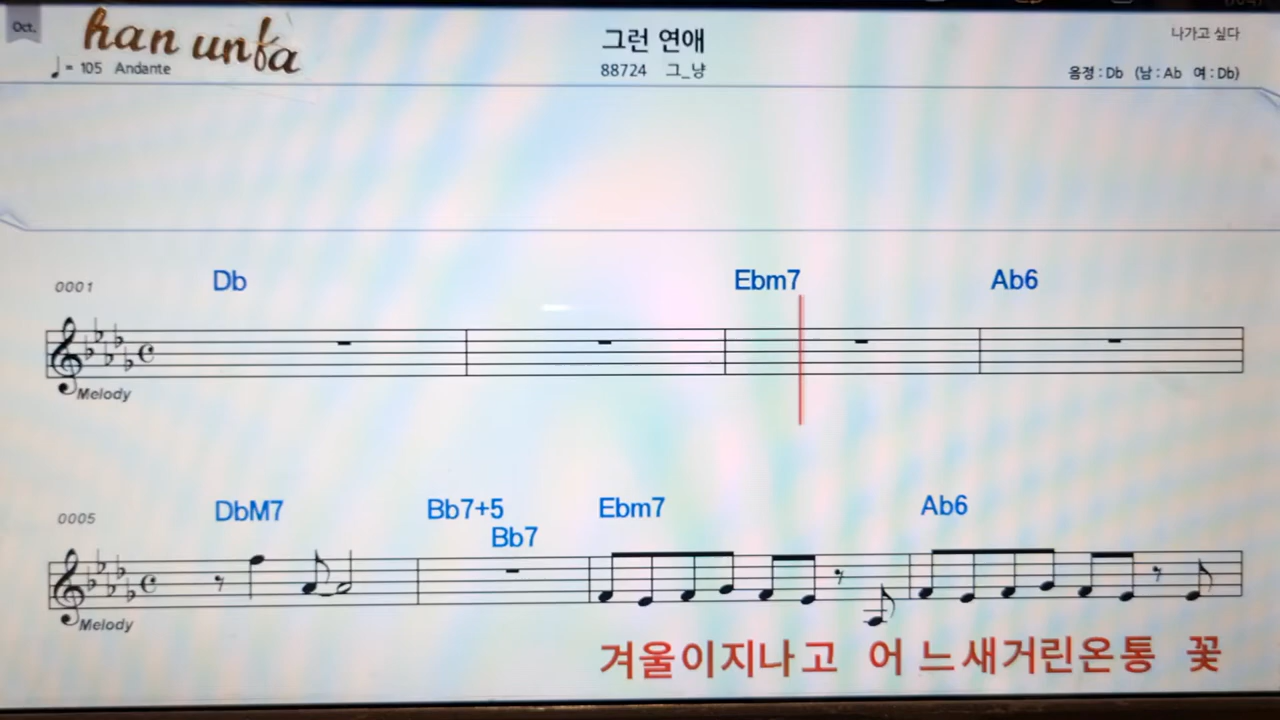 Oct.
han unfa
그런 연애
나가고 싶다
♩= 105 Andante
88724 그_냥
음정 : Db (남 : Ab 여 : Db)
0001 Db Ebm7 Ab6
Melody
0005 DbM7 Bb7+5 Ebm7 Ab6
Bb7
Melody
겨울이지나고 어느새거린온통 꽃